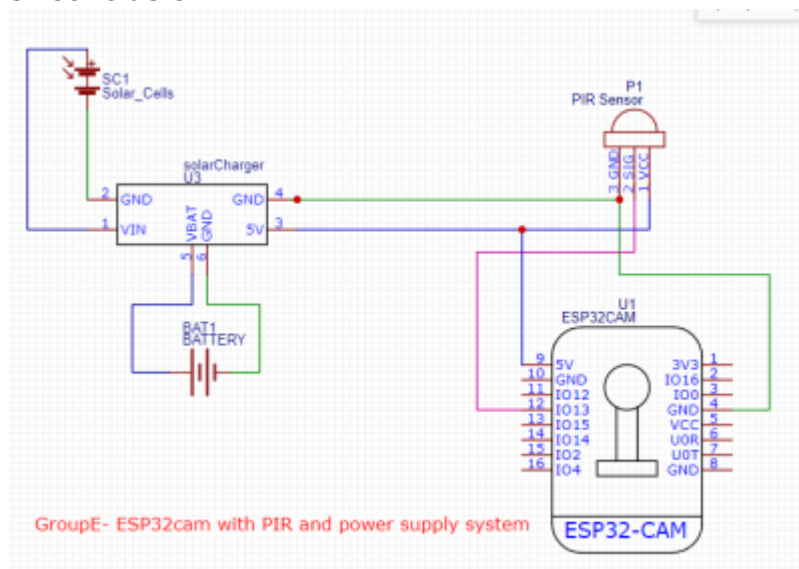 SC1
Solar_Cells
P1
PIR Sensor
3 GND
2 SIG
1 VCC
solarCharger
U3
2 GND
GND 4
1 VIN
5V 3
VBAT 5
GND 6
BAT1
BATTERY
U1
ESP32CAM
9 5V
3V3 1
10 GND
IO16 2
11 IO12
IO0 3
12 IO13
GND 4
13 IO15
VCC 5
14 IO14
U0R 6
15 IO2
U0T 7
16 IO4
GND 8
GroupE- ESP32cam with PIR and power supply system
ESP32-CAM